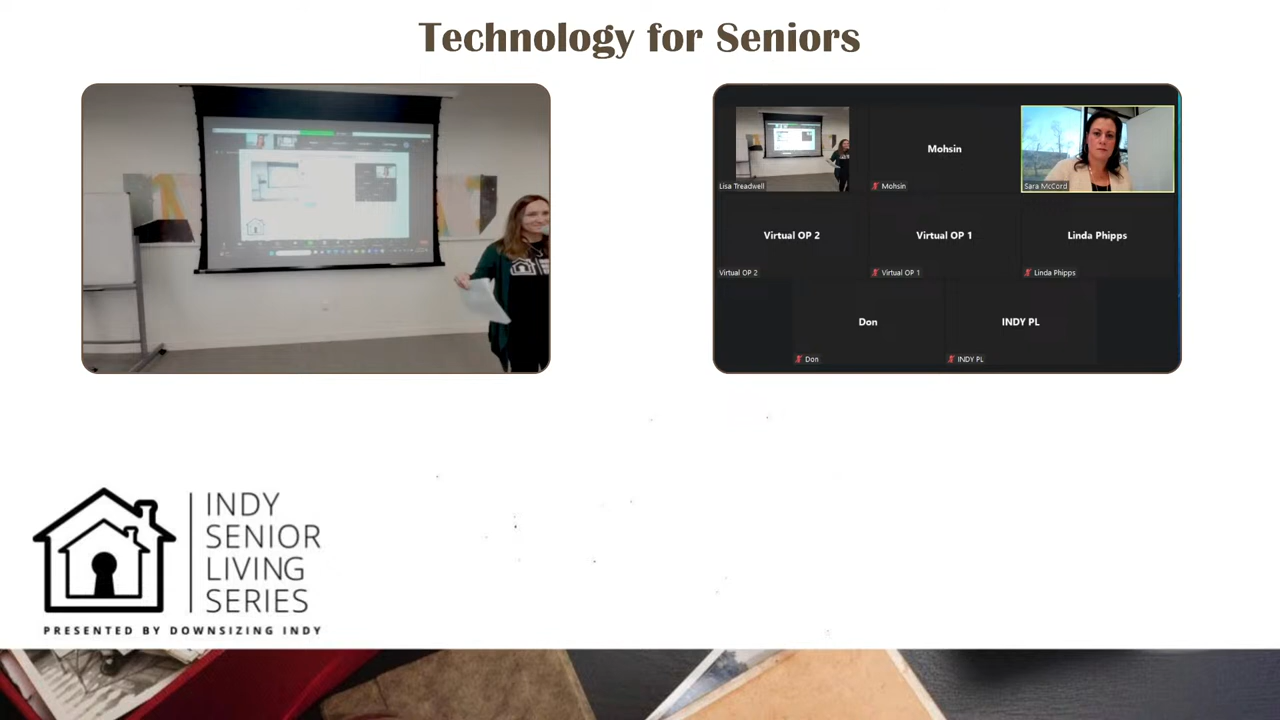 Technology for Seniors
Lisa Treadwell
Mohsin
Mohsin
Sara McCord
Virtual OP 2
Virtual OP 2
Virtual OP 1
Virtual OP 1
Linda Phipps
Linda Phipps
Don
Don
INDY PL
INDY PL
INDY
SENIOR
LIVING
SERIES
PRESENTED BY DOWNSIZING INDY